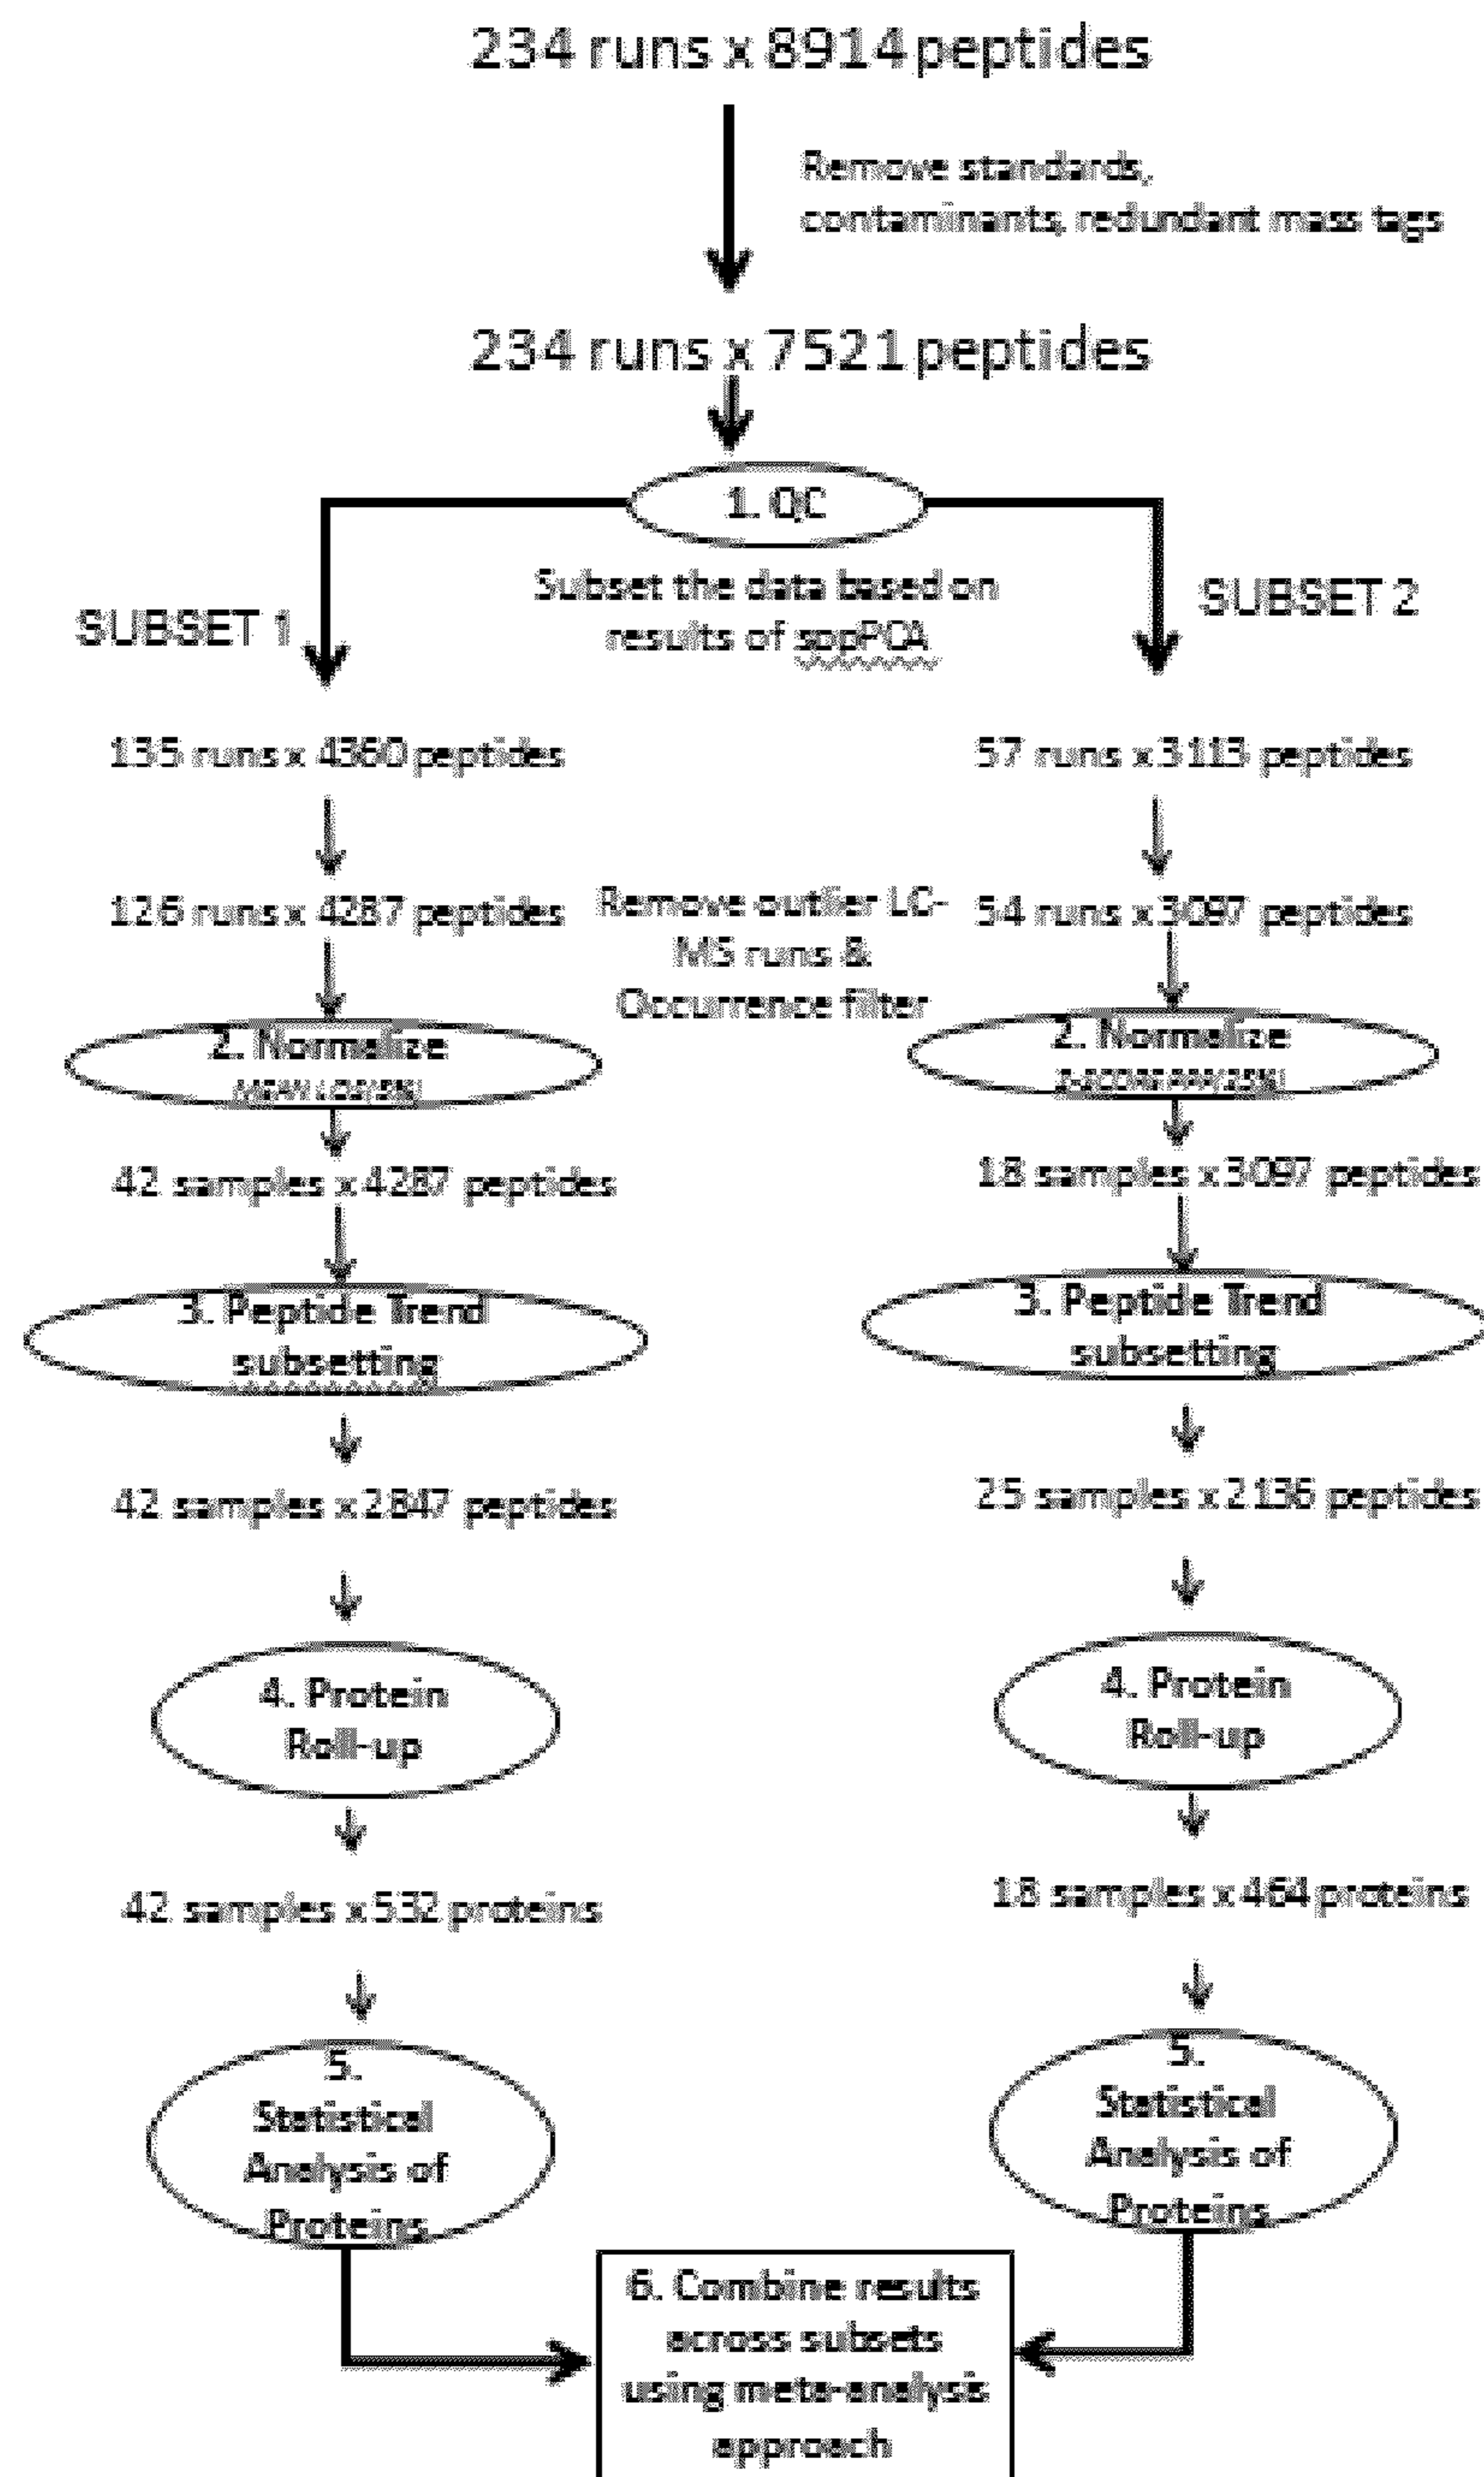 234 runs x 8914 peptides
Remove standards,
contaminants, redundant mass tags
234 runs x 7521 peptides
1. QC
Subset the data based on
results of sppPCA
SUBSET 1
SUBSET 2
135 runs x 4360 peptides
57 runs x 3113 peptides
126 runs x 4287 peptides
Remove outlier LC-
MS runs &
Occurrence filter
54 runs x 3097 peptides
2. Normalize
2. Normalize
42 samples x 4287 peptides
18 samples x 3097 peptides
3. Peptide Trend
subsetting
3. Peptide Trend
subsetting
42 samples x 2847 peptides
25 samples x 2136 peptides
4. Protein
Roll-up
4. Protein
Roll-up
42 samples x 532 proteins
18 samples x 464 proteins
5.
Statistical
Analysis of
Proteins
5.
Statistical
Analysis of
Proteins
6. Combine results
across subsets
using meta-analysis
approach